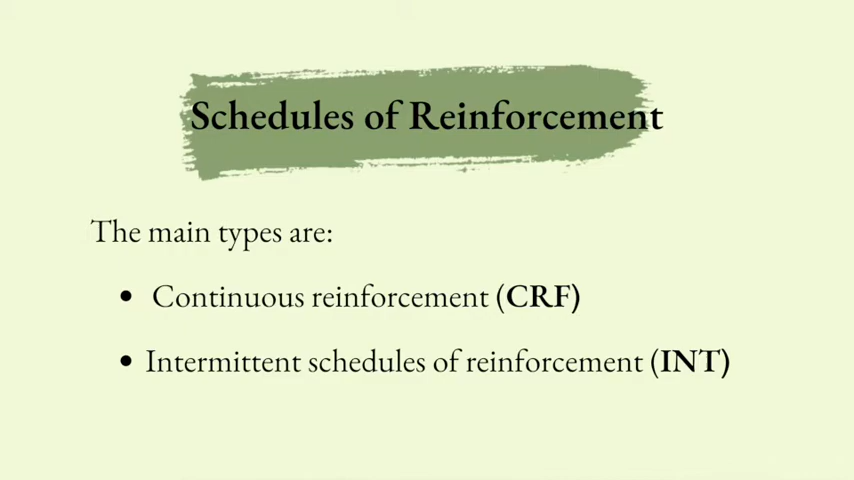 Schedules of Reinforcement
The main types are:
• Continuous reinforcement (CRF)
• Intermittent schedules of reinforcement (INT)